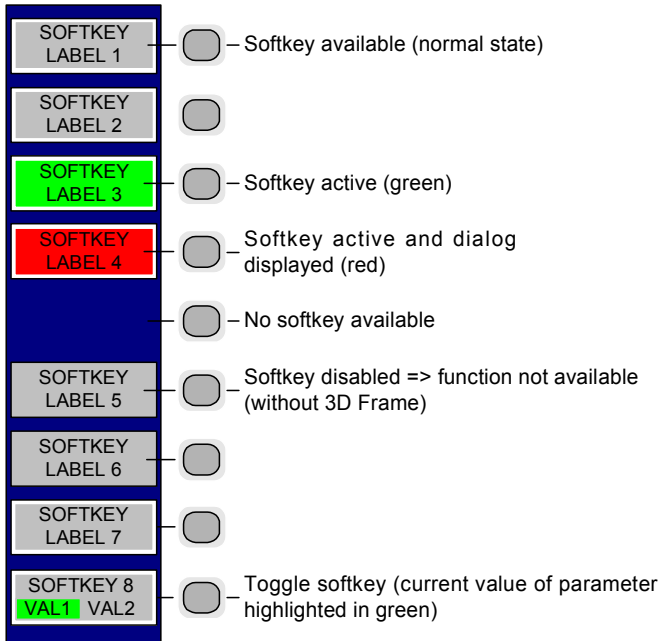 SOFTKEY
LABEL 1
Softkey available (normal state)
SOFTKEY
LABEL 2
SOFTKEY
LABEL 3
Softkey active (green)
SOFTKEY
LABEL 4
Softkey active and dialog
displayed (red)
No softkey available
SOFTKEY
LABEL 5
Softkey disabled => function not available
(without 3D Frame)
SOFTKEY
LABEL 6
SOFTKEY
LABEL 7
SOFTKEY 8
VAL1 VAL2
Toggle softkey (current value of parameter
highlighted in green)